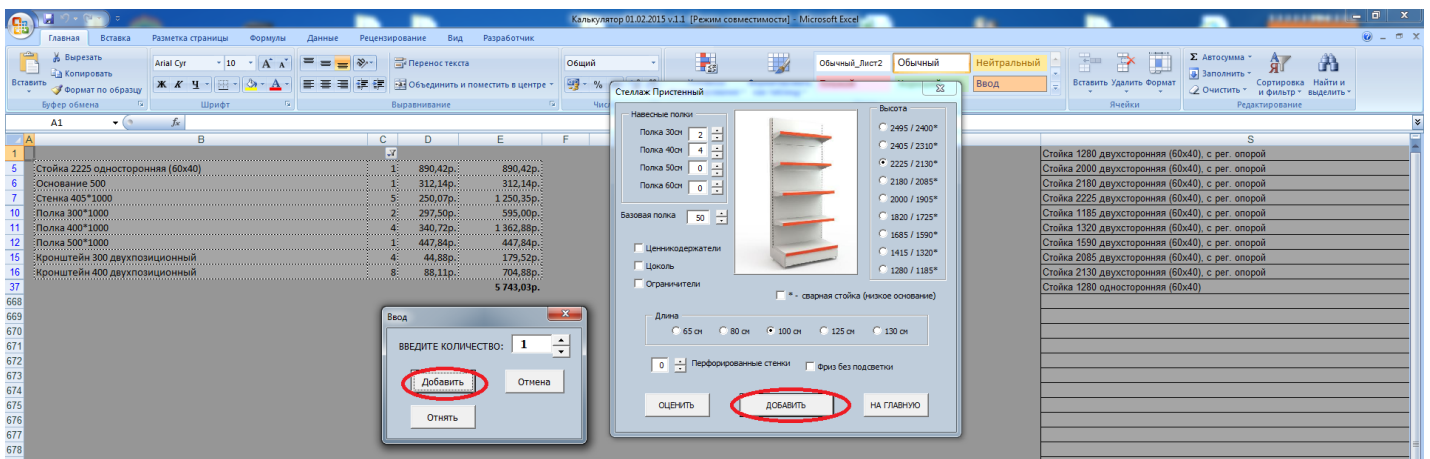 Калькулятор 01.02.2015 v.1.1 [Режим совместимости] - Microsoft Excel
Главная Вставка Разметка страницы Формулы Данные Рецензирование Вид Разработчик
Вставить
Вырезать
Копировать
Формат по образцу
Буфер обмена
Arial Cyr 10
Ж К Ч
Шрифт
Перенос текста
Объединить и поместить в центре
Выравнивание
Общий
%
Обычный_Лист2 Обычный Нейтральный
Ввод
Вставить Удалить Формат
Ячейки
Σ Автосумма
Заполнить
Очистить
Сортировка и фильтр
Найти и выделить
Редактирование
A1 fx
A B C D E F S
1 Стойка 1280 двухсторонняя (60x40), с рег. опорой
5 Стойка 2225 односторонняя (60x40) 1 890,42р. 890,42р. Стойка 2000 двухсторонняя (60x40), с рег. опорой
6 Основание 500 1 312,14р. 312,14р. Стойка 2180 двухсторонняя (60x40), с рег. опорой
7 Стенка 405*1000 5 250,07р. 1 250,35р. Стойка 2225 двухсторонняя (60x40), с рег. опорой
10 Полка 300*1000 2 297,50р. 595,00р. Стойка 1185 двухсторонняя (60x40), с рег. опорой
11 Полка 400*1000 4 340,72р. 1 362,88р. Стойка 1320 двухсторонняя (60x40), с рег. опорой
12 Полка 500*1000 1 447,84р. 447,84р. Стойка 1590 двухсторонняя (60x40), с рег. опорой
15 Кронштейн 300 двухпозиционный 4 44,88р. 179,52р. Стойка 2085 двухсторонняя (60x40), с рег. опорой
16 Кронштейн 400 двухпозиционный 8 88,11р. 704,88р. Стойка 2130 двухсторонняя (60x40), с рег. опорой
37 5 743,03р. Стойка 1280 односторонняя (60x40)
668
669
670
671
672
673
674
675
676
677
678
Ввод
ВВЕДИТЕ КОЛИЧЕСТВО: 1
Добавить Отмена
Отнять
Стеллаж Пристенный
Навесные полки
Полка 30см 2
Полка 40см 4
Полка 50см 0
Полка 60см 0
Базовая полка 50
Ценникодержатели
Цоколь
Ограничители
Высота
2495 / 2400*
2405 / 2310*
2225 / 2130*
2180 / 2085*
2000 / 1905*
1820 / 1725*
1685 / 1590*
1415 / 1320*
1280 / 1185*
* - сварная стойка (низкое основание)
Длина
65 см 80 см 100 см 125 см 130 см
0 Перфорированные стенки Фриз без подсветки
ОЦЕНИТЬ ДОБАВИТЬ НА ГЛАВНУЮ